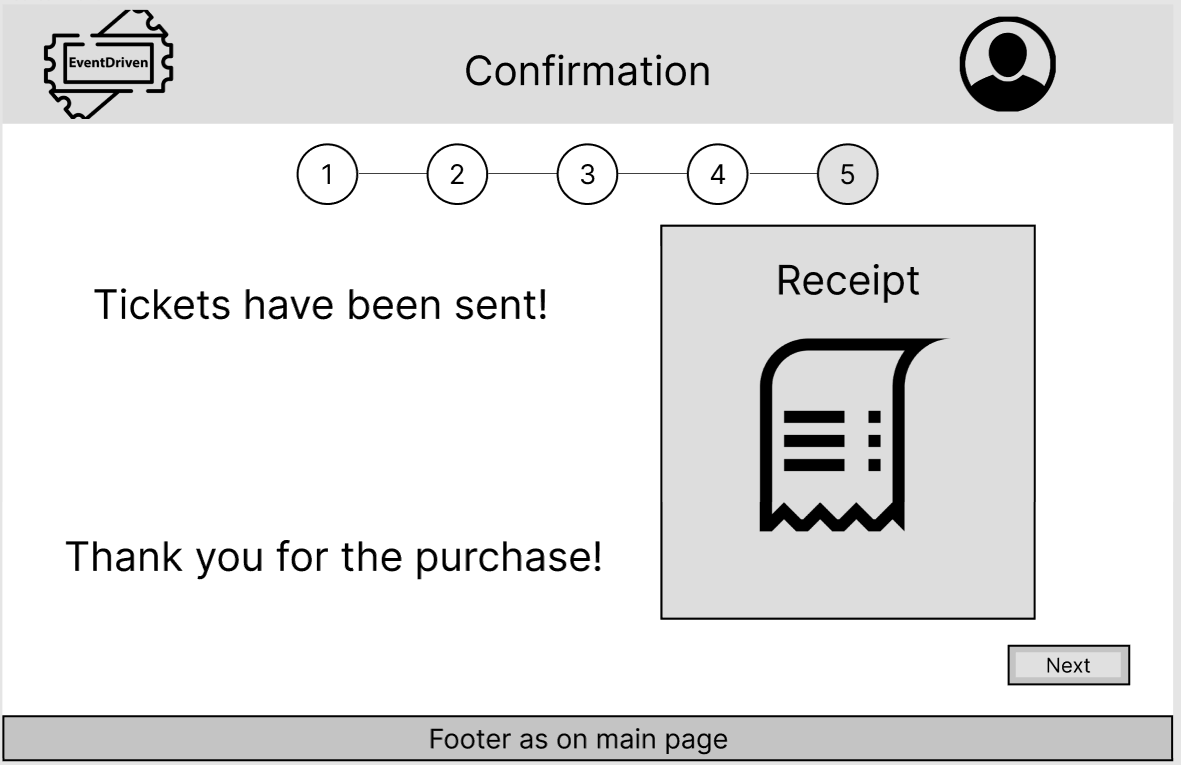 EventDriven
Confirmation
1 2 3 4 5
Receipt
Tickets have been sent!
Thank you for the purchase!
Next
Footer as on main page